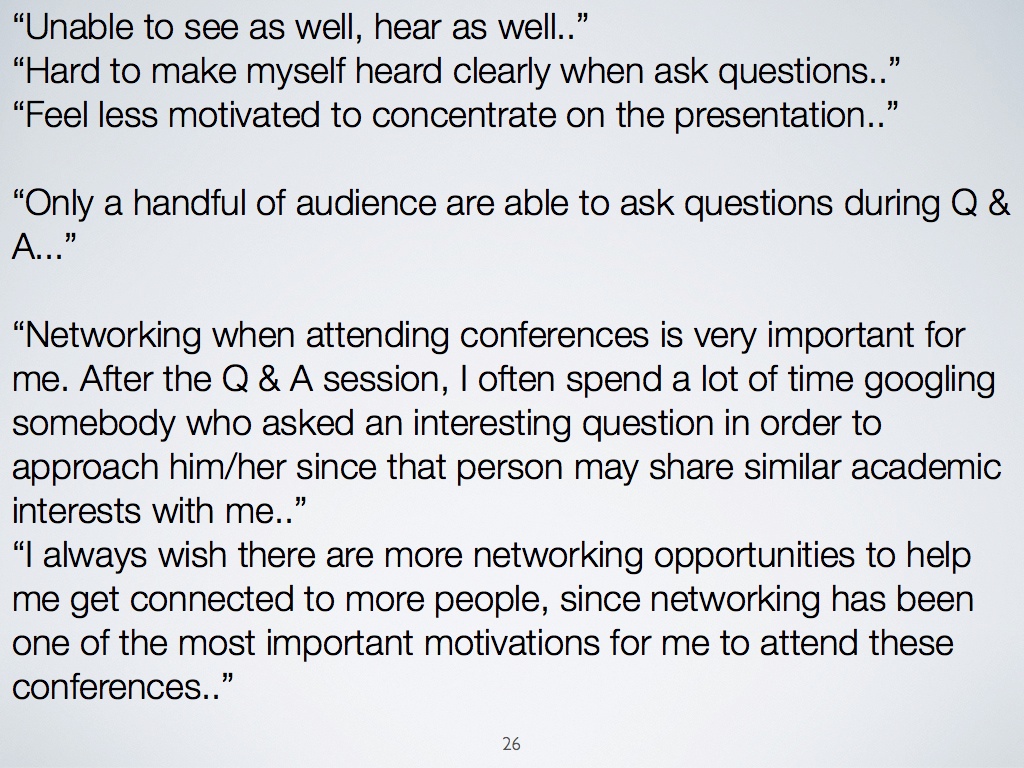 “Unable to see as well, hear as well..”
“Hard to make myself heard clearly when ask questions..”
“Feel less motivated to concentrate on the presentation..”
“Only a handful of audience are able to ask questions during Q &
A...”
“Networking when attending conferences is very important for
me. After the Q & A session, I often spend a lot of time googling
somebody who asked an interesting question in order to
approach him/her since that person may share similar academic
interests with me..”
“I always wish there are more networking opportunities to help
me get connected to more people, since networking has been
one of the most important motivations for me to attend these
conferences..”
26